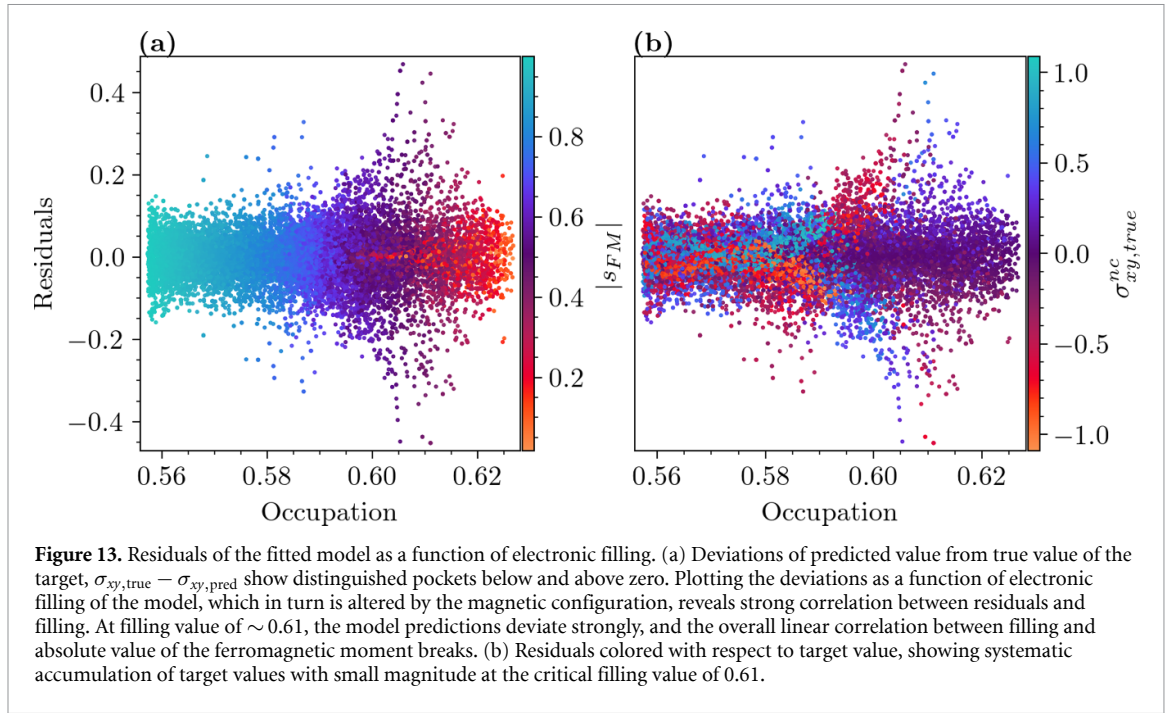 (a)
(b)
0.4
0.2
0.0
−0.2
−0.4
Residuals
0.56
0.58
0.60
0.62
Occupation
0.8
0.6
0.4
0.2
|s_{FM}|
0.56
0.58
0.60
0.62
Occupation
1.0
0.5
0.0
−0.5
−1.0
σ^{nc}_{xy,true}
Figure 13. Residuals of the fitted model as a function of electronic filling. (a) Deviations of predicted value from true value of the
target, σ_{xy,true} − σ_{xy,pred} show distinguished pockets below and above zero. Plotting the deviations as a function of electronic
filling of the model, which in turn is altered by the magnetic configuration, reveals strong correlation between residuals and
filling. At filling value of ∼ 0.61, the model predictions deviate strongly, and the overall linear correlation between filling and
absolute value of the ferromagnetic moment breaks. (b) Residuals colored with respect to target value, showing systematic
accumulation of target values with small magnitude at the critical filling value of 0.61.